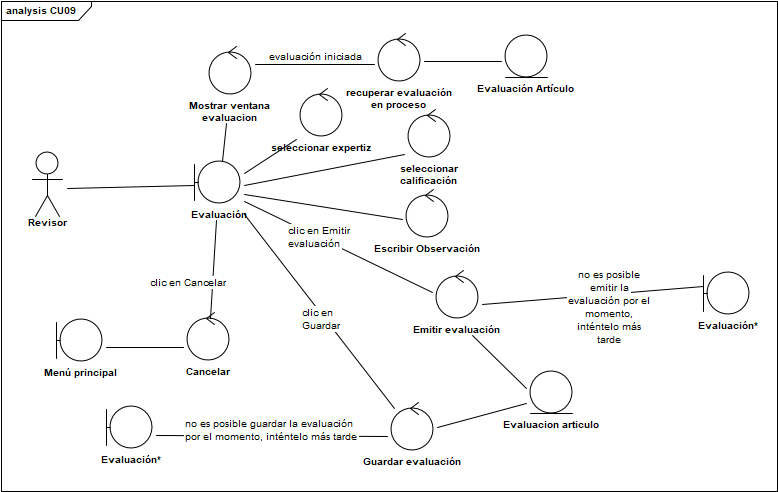 analysis CU09
evaluación iniciada
Mostrar ventana
evaluacion
recuperar evaluación
en proceso
Evaluación Artículo
seleccionar expertiz
seleccionar
calificación
Revisor
Evaluación
Escribir Observación
clic en Emitir
evaluación
clic en Cancelar
no es posible
emitir la
evaluación por el
momento,
inténtelo más
tarde
Evaluación*
clic en
Guardar
Emitir evaluación
Menú principal
Cancelar
Evaluacion articulo
no es posible guardar la evaluación
por el momento, inténtelo más tarde
Evaluación*
Guardar evaluación